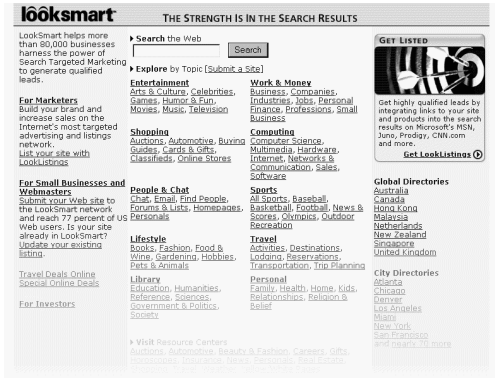 looksmart
THE STRENGTH IS IN THE SEARCH RESULTS
LookSmart helps more
than 80,000 businesses
harness the power of
Search Targeted Marketing
to generate qualified
leads.
For Marketers
Build your brand and
increase sales on the
Internet's most targeted
advertising and listings
network.
List your site with
LookListings
For Small Businesses and
Webmasters
Submit your Web site to
the LookSmart network
and reach 77 percent of US
Web users. Is your site
already in LookSmart?
Update your existing
listing.
Travel Deals Online
Special Online Deals
For Investors
Search the Web
Search
Explore by Topic [Submit a Site]
Entertainment
Arts & Culture, Celebrities,
Games, Humor & Fun,
Movies, Music, Television
Work & Money
Business, Companies,
Industries, Jobs, Personal
Finance, Professions, Small
Business
Shopping
Auctions, Automotive, Buying
Guides, Cards & Gifts,
Classifieds, Online Stores
Computing
Computer Science,
Multimedia, Hardware,
Internet, Networks &
Communication, Sales,
Software
People & Chat
Chat, Email, Find People,
Forums & Lists, Homepages,
Personals
Sports
All Sports, Baseball,
Basketball, Football, News &
Scores, Olympics, Outdoor
Recreation
Lifestyle
Books, Fashion, Food &
Wine, Gardening, Hobbies,
Pets & Animals
Travel
Activities, Destinations,
Lodging, Reservations,
Transportation, Trip Planning
Library
Education, Humanities,
Reference, Sciences,
Government & Politics,
Society
Personal
Family, Health, Home, Kids,
Relationships, Religion &
Belief
Visit Resource Centers
Auctions, Automotive, Beauty & Fashion, Careers, Gifts,
GET LISTED
Get highly qualified leads by
integrating links to your site
and products into the search
results on Microsoft's MSN,
Juno, Prodigy, CNN.com
and more.
Get LookListings
Global Directories
Australia
Canada
Hong Kong
Malaysia
Netherlands
New Zealand
Singapore
United Kingdom
City Directories
Atlanta
Chicago
Denver
Los Angeles
Miami
New York
San Francisco
and nearly 70 more